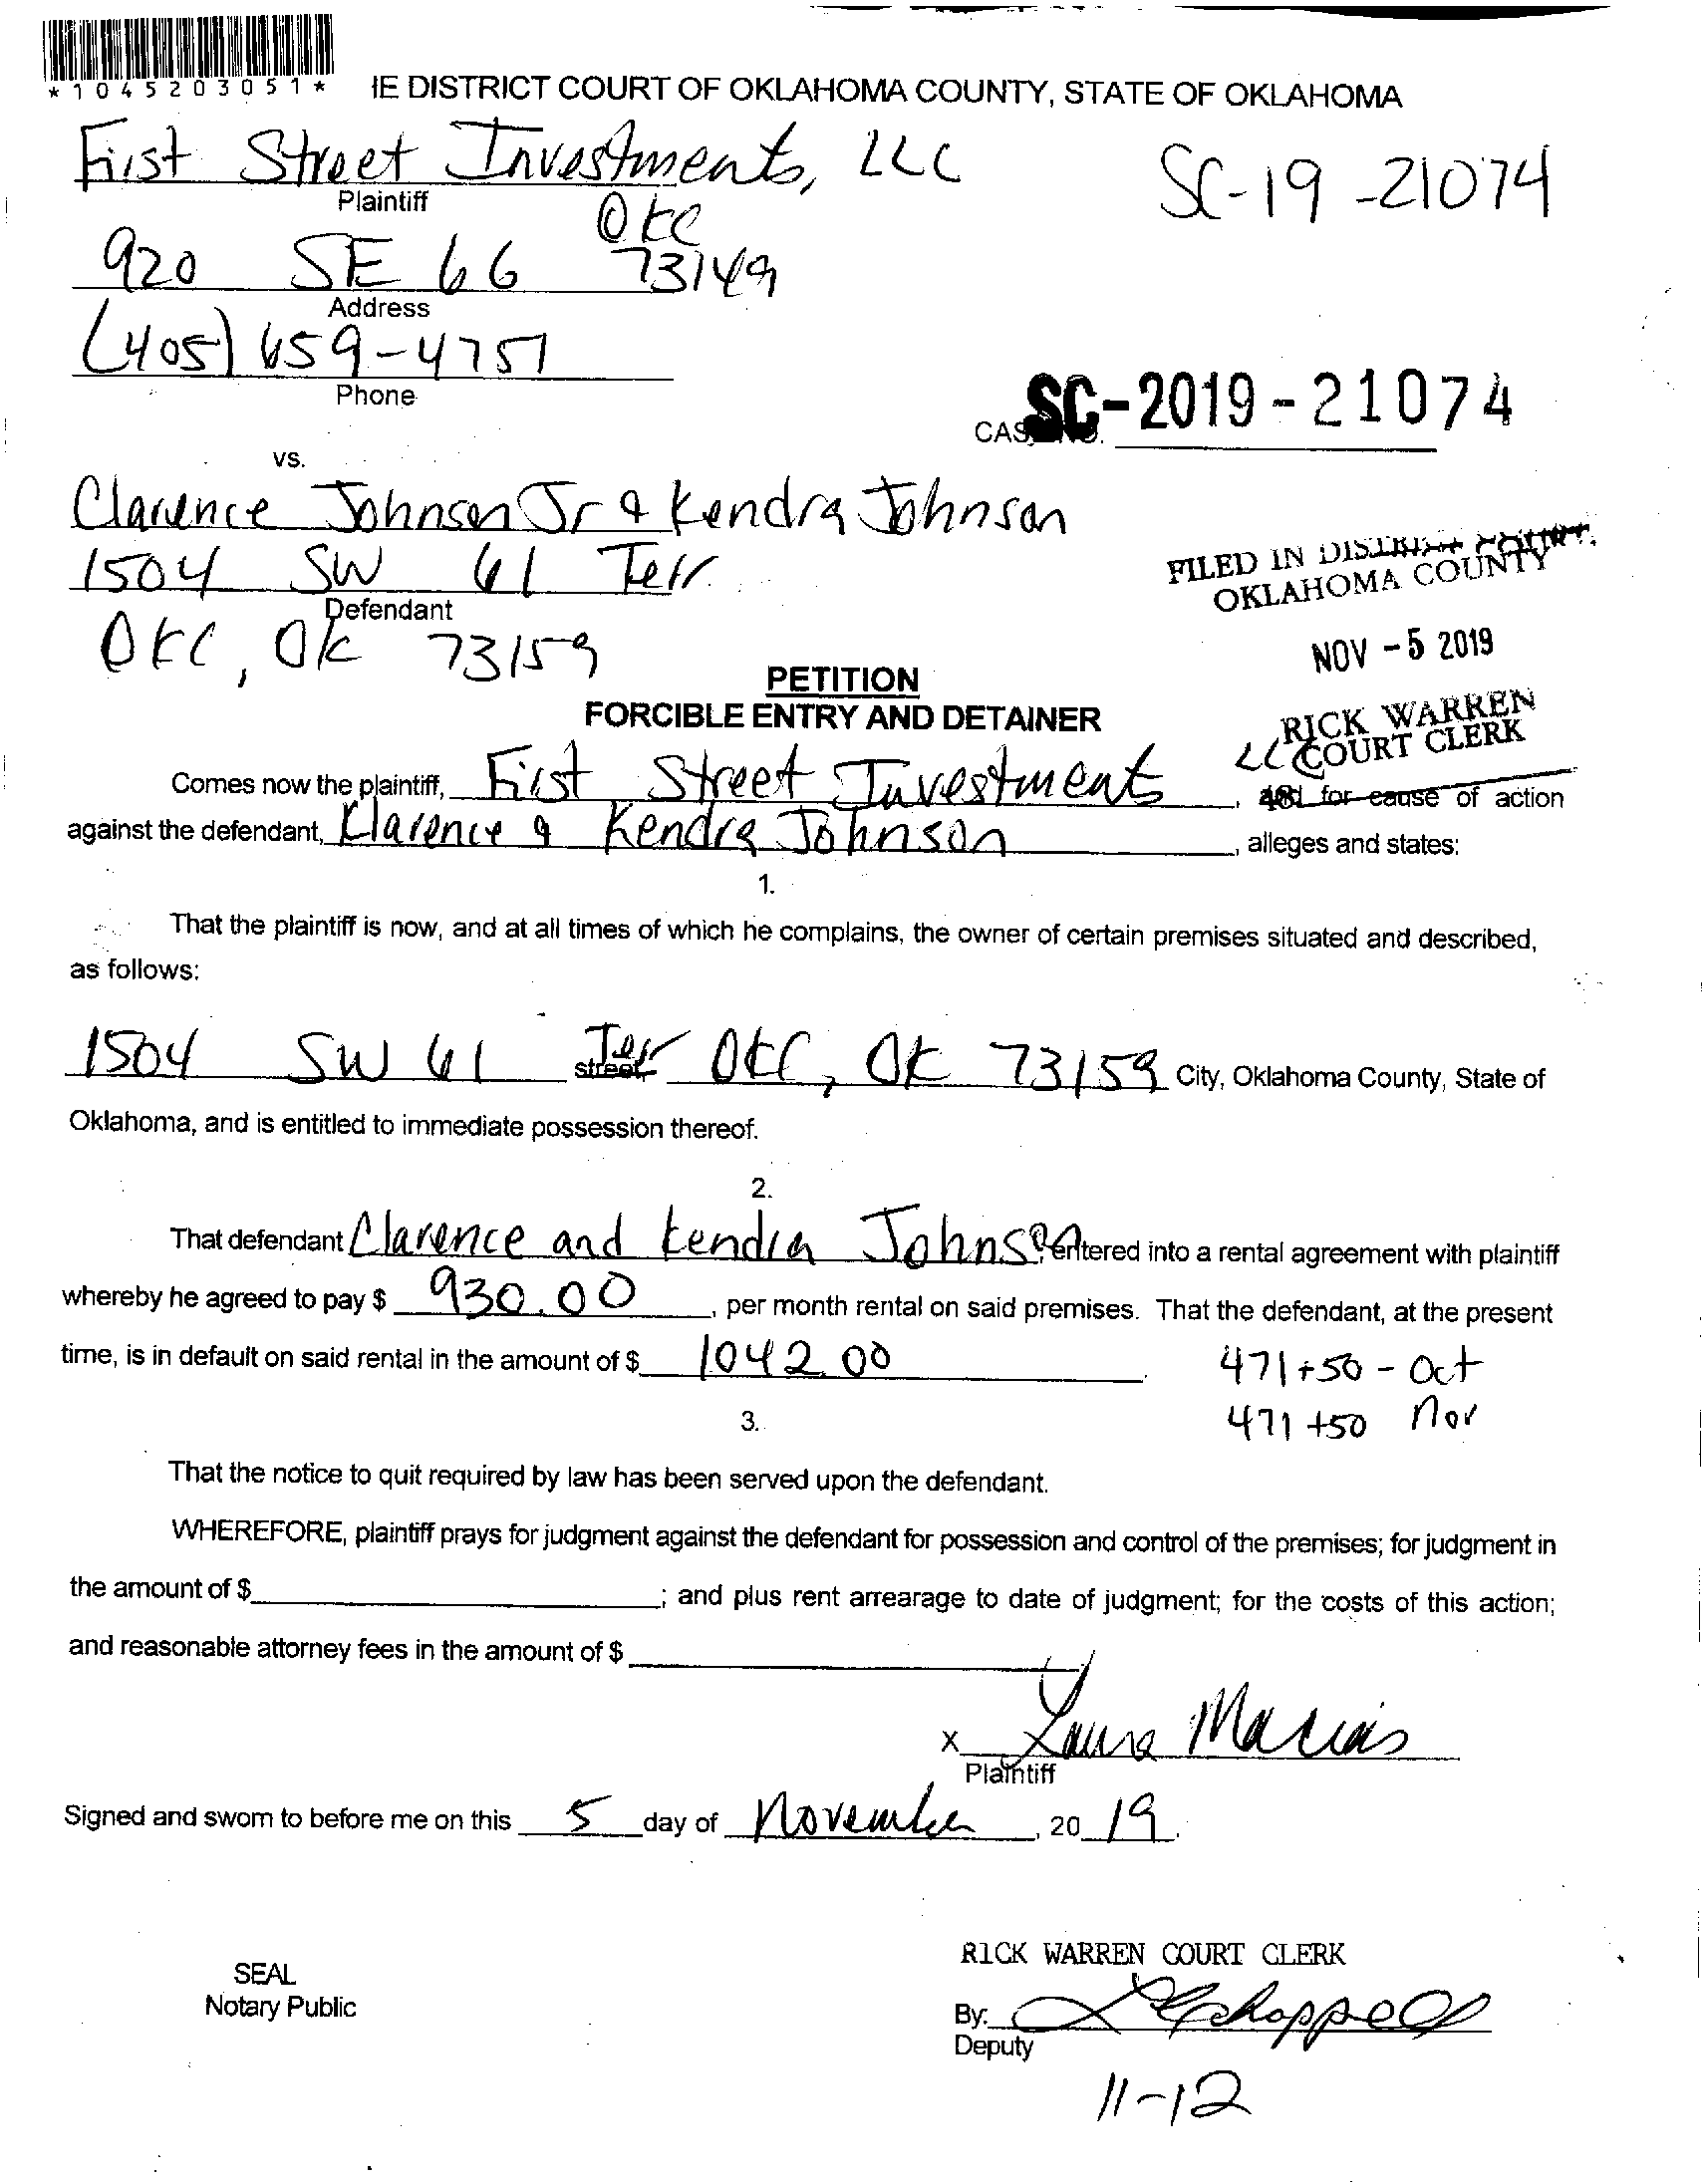 *1045203051*
IE DISTRICT COURT OF OKLAHOMA COUNTY, STATE OF OKLAHOMA
First Street Investments, LLC
SC-19-21074
Plaintiff
OKC
920 SE 66 73149
Address
(405) 659-4757
Phone
SC-2019-21074
CAS NO.
vs.
Clarence Johnson Jr & Kendra Johnson
1504 SW 61 Terr.
Defendant
OKC, OK 73159
FILED IN DISTRICT COURT
OKLAHOMA COUNTY
NOV -5 2019
RICK WARREN
COURT CLERK
PETITION
FORCIBLE ENTRY AND DETAINER
Comes now the plaintiff, First Street Investments LLC, and for cause of action
against the defendant, Clarence & Kendra Johnson, alleges and states:
1.
That the plaintiff is now, and at all times of which he complains, the owner of certain premises situated and described,
as follows:
1504 SW 61 Terr street, OKC, OK 73159 City, Oklahoma County, State of
Oklahoma, and is entitled to immediate possession thereof.
2.
That defendant Clarence and Kendra Johnson entered into a rental agreement with plaintiff
whereby he agreed to pay $ 930.00, per month rental on said premises. That the defendant, at the present
time, is in default on said rental in the amount of $ 1042.00.
471+50 - Oct
471+50 Nov
3.
That the notice to quit required by law has been served upon the defendant.
WHEREFORE, plaintiff prays for judgment against the defendant for possession and control of the premises; for judgment in
the amount of $; and plus rent arrearage to date of judgment; for the costs of this action;
and reasonable attorney fees in the amount of $
X Laura Macias
Plaintiff
Signed and sworn to before me on this 5 day of November, 20 19.
SEAL
Notary Public
RICK WARREN COURT CLERK
By:
Deputy
11-12